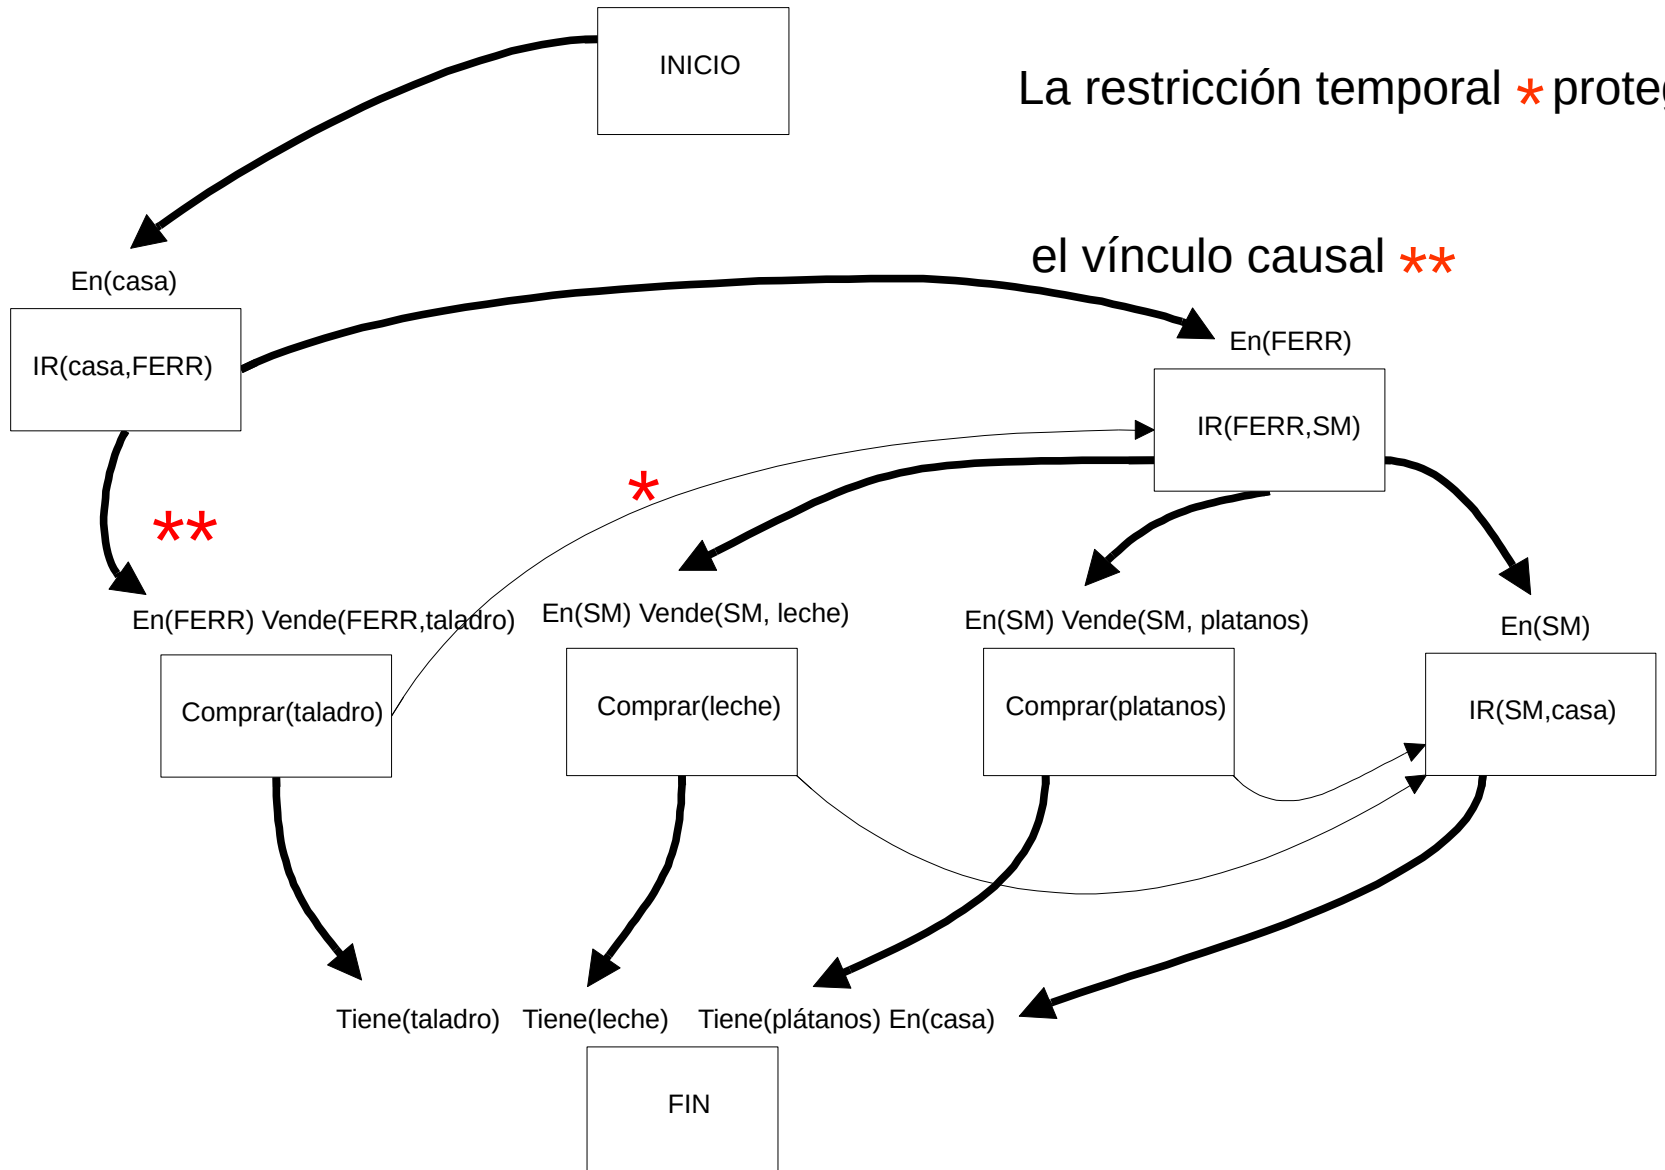 INICIO
La restricción temporal * proteg
el vínculo causal **
En(casa)
En(FERR)
IR(casa,FERR)
IR(FERR,SM)
*
**
En(FERR) Vende(FERR,taladro)
En(SM) Vende(SM, leche)
En(SM) Vende(SM, platanos)
En(SM)
Comprar(taladro)
Comprar(leche)
Comprar(platanos)
IR(SM,casa)
Tiene(taladro)
Tiene(leche)
Tiene(plátanos) En(casa)
FIN